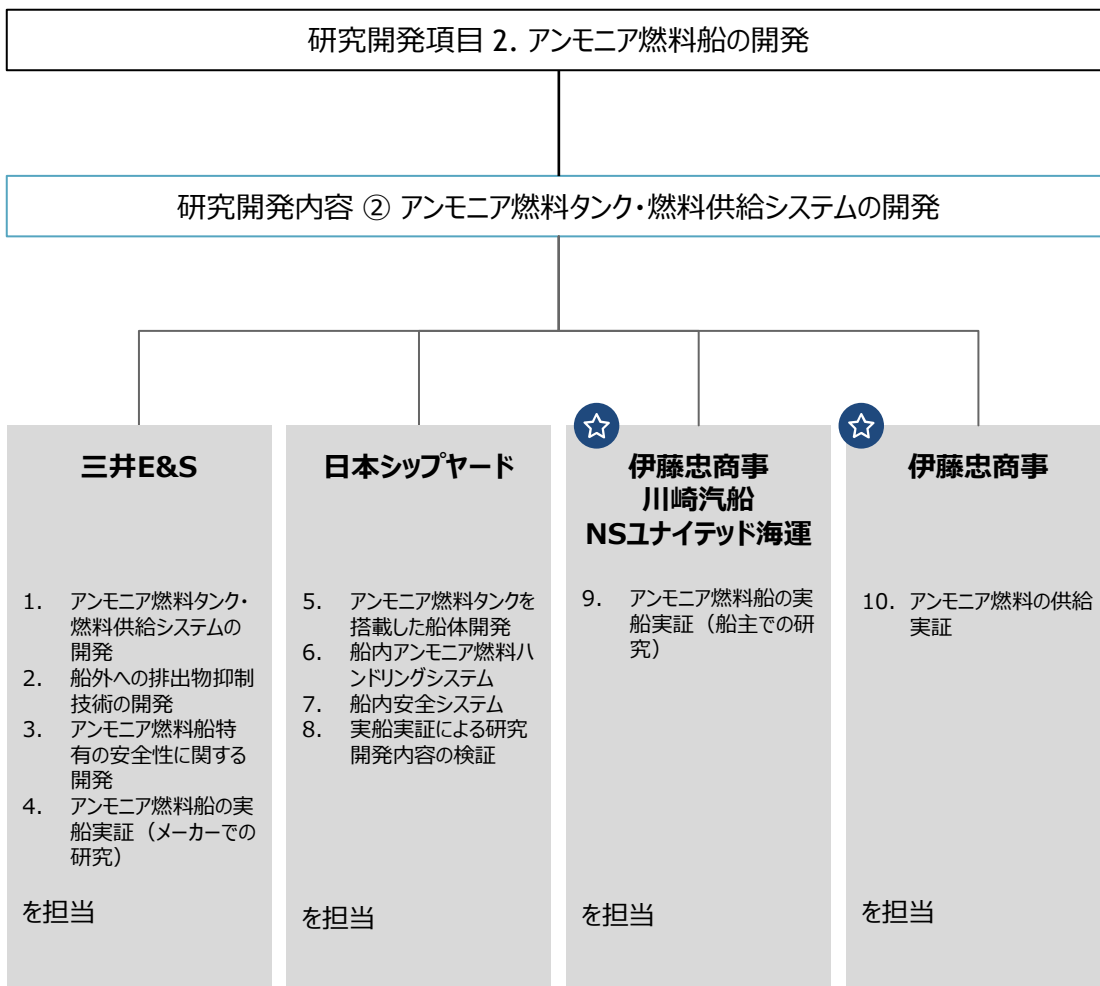 研究開発項目 2. アンモニア燃料船の開発
研究開発内容 ② アンモニア燃料タンク・燃料供給システムの開発
三井E&S
1. アンモニア燃料タンク・
燃料供給システムの
開発
2. 船外への排出物抑制
技術の開発
3. アンモニア燃料船特
有の安全性に関する
開発
4. アンモニア燃料船の実
船実証（メーカーでの
研究）
を担当
日本シップヤード
5. アンモニア燃料タンクを
搭載した船体開発
6. 船内アンモニア燃料ハ
ンドリングシステム
7. 船内安全システム
8. 実船実証による研究
開発内容の検証
を担当
伊藤忠商事
川崎汽船
NSユナイテッド海運
9. アンモニア燃料船の実
船実証（船主での研
究）
を担当
伊藤忠商事
10. アンモニア燃料の供給
実証
を担当